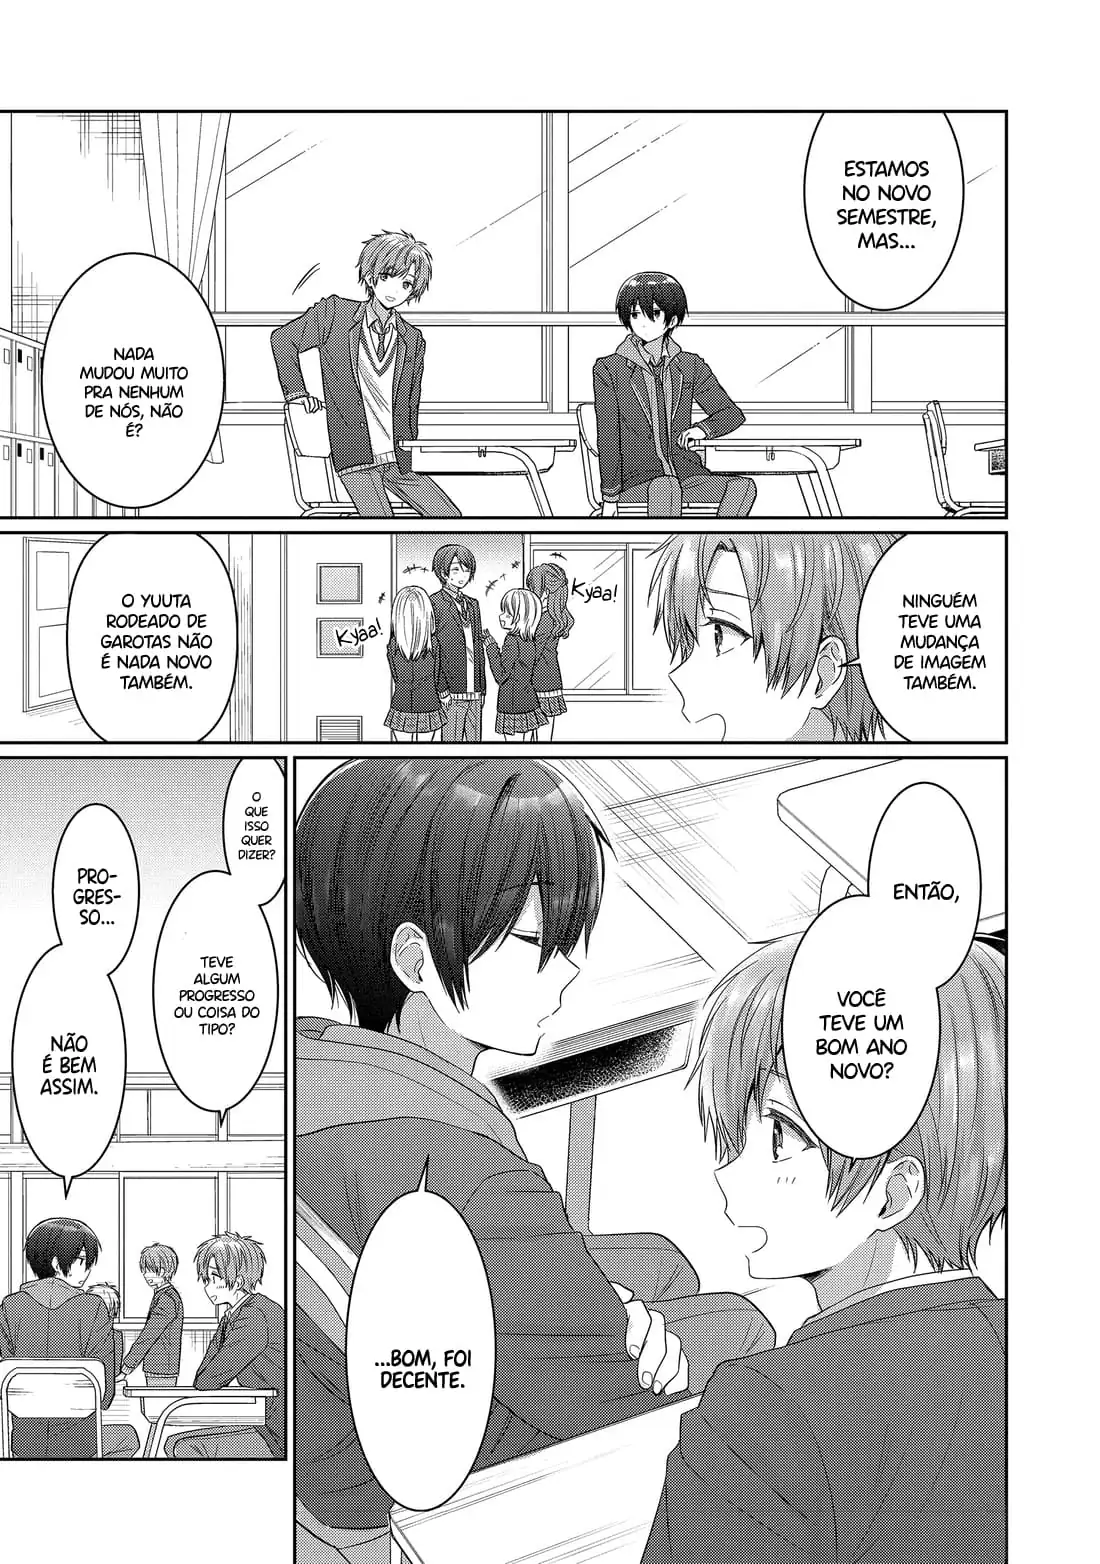 ESTAMOS
NO NOVO
SEMESTRE,
MAS...
NADA
MUDOU MUITO
PRA NENHUM
DE NÓS, NÃO
É?
NINGUÉM
TEVE UMA
MUDANÇA
DE IMAGEM
TAMBÉM.
Kyaa!
Kyaa!
O YUUTA
RODEADO DE
GAROTAS NÃO
É NADA NOVO
TAMBÉM.
ENTÃO,
VOCÊ
TEVE UM
BOM ANO
NOVO?
...BOM, FOI
DECENTE.
O
QUE
ISSO
QUER
DIZER?
TEVE
ALGUM
PROGRESSO
OU COISA DO
TIPO?
PRO-
GRES-
SO...
NÃO
É BEM
ASSIM.